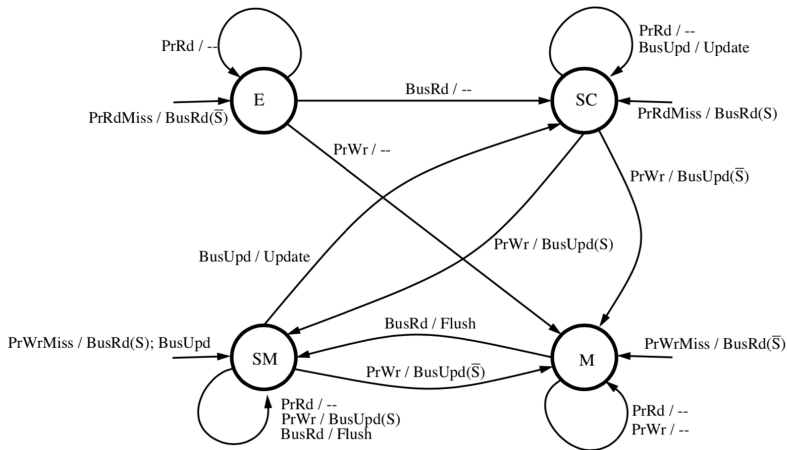 PrRd / --
PrRd / --
BusUpd / Update
E
BusRd / --
SC
PrRdMiss / BusRd(S̅)
PrRdMiss / BusRd(S)
PrWr / --
PrWr / BusUpd(S̅)
PrWr / BusUpd(S)
BusUpd / Update
BusRd / Flush
PrWrMiss / BusRd(S); BusUpd
PrWrMiss / BusRd(S̅)
SM
M
PrWr / BusUpd(S̅)
PrRd / --
PrWr / BusUpd(S)
BusRd / Flush
PrRd / --
PrWr / --